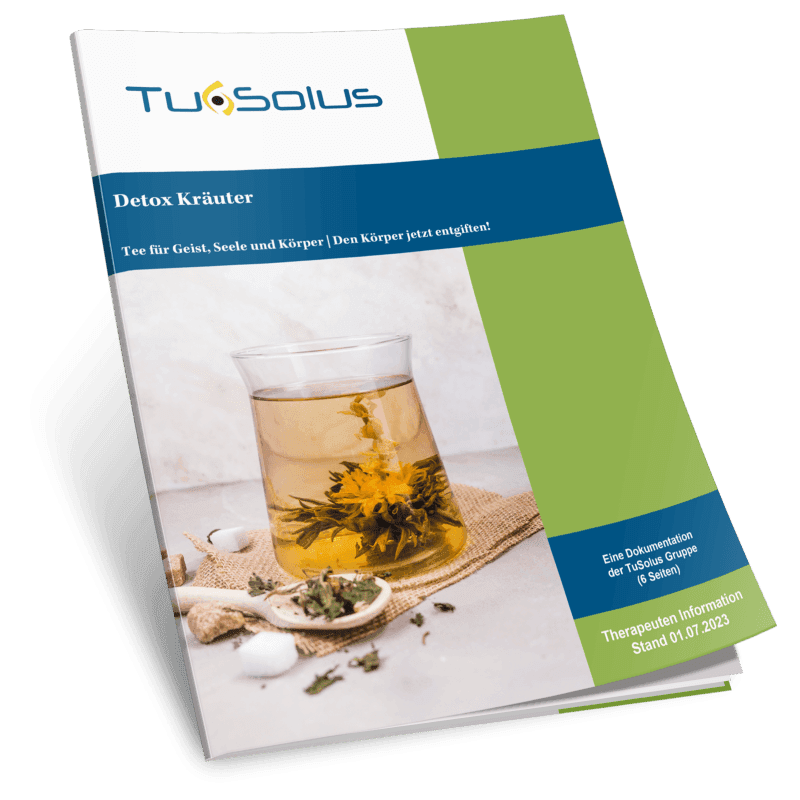 TuSolus
Detox Kräuter
Tee für Geist, Seele und Körper | Den Körper jetzt entgiften!
Eine Dokumentation
der TuSolus Gruppe
(6 Seiten)
Therapeuten Information
Stand 01.07.2023